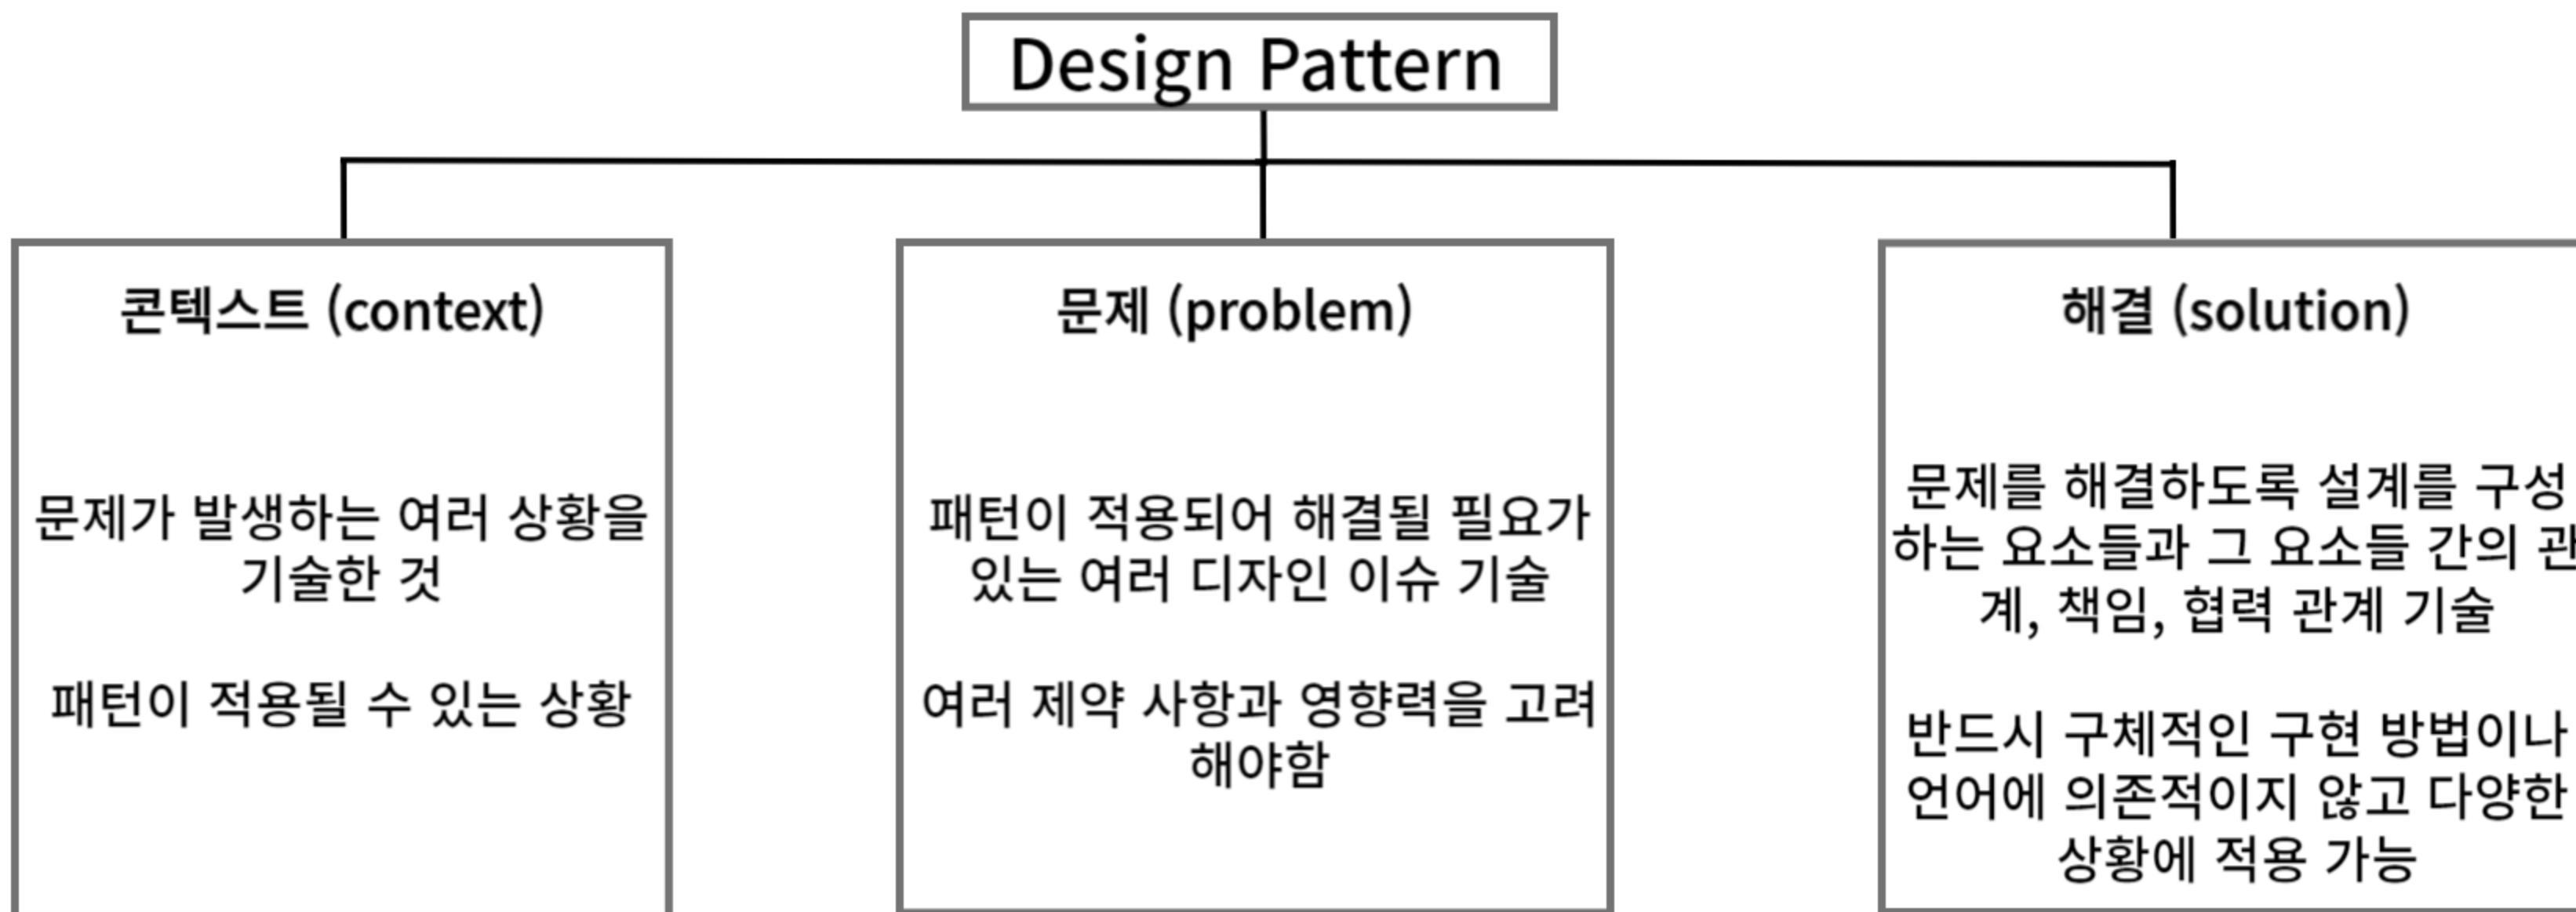 Design Pattern
콘텍스트 (context)
문제가 발생하는 여러 상황을
기술한 것
패턴이 적용될 수 있는 상황
문제 (problem)
패턴이 적용되어 해결될 필요가
있는 여러 디자인 이슈 기술
여러 제약 사항과 영향력을 고려
해야함
해결 (solution)
문제를 해결하도록 설계를 구성
하는 요소들과 그 요소들 간의 관
계, 책임, 협력 관계 기술
반드시 구체적인 구현 방법이나
언어에 의존적이지 않고 다양한
상황에 적용 가능